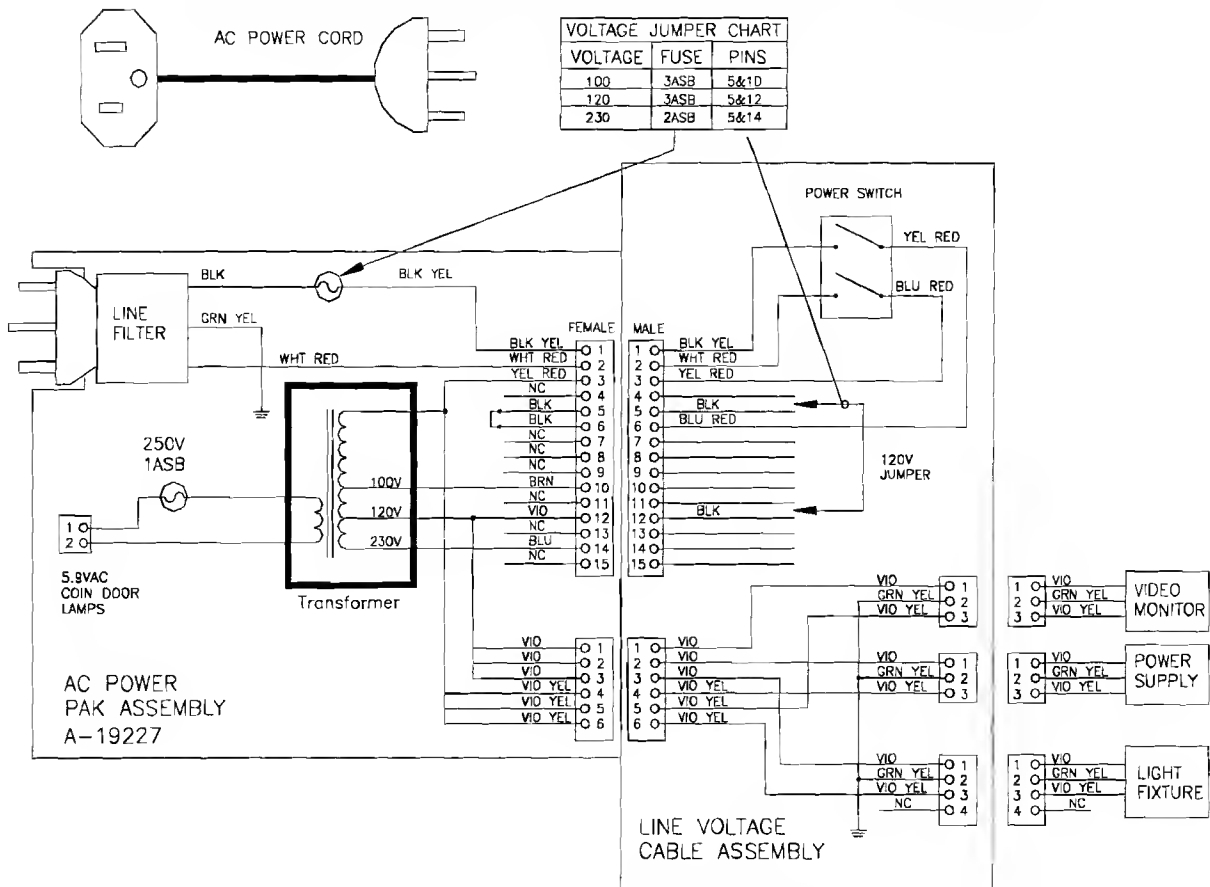 AC POWER CORD
VOLTAGE JUMPER CHART
VOLTAGE FUSE PINS
100 3ASB 5&10
120 3ASB 5&12
230 2ASB 5&14
POWER SWITCH
YEL RED
BLU RED
LINE
FILTER
BLK
BLK YEL
GRN YEL
WHT RED
FEMALE
BLK YEL 1
WHT RED 2
YEL RED 3
NC 4
BLK 5
BLK 6
NC 7
NC 8
NC 9
BRN 10
NC 11
VIO 12
NC 13
BLU 14
NC 15
MALE
1 BLK YEL
2 WHT RED
3 YEL RED
4
5 BLK
6 BLU RED
7
8
9
10
11
12 BLK
13
14
15
120V
JUMPER
250V
1ASB
100V
120V
230V
Transformer
1
2
5.9VAC
COIN DOOR
LAMPS
AC POWER
PAK ASSEMBLY
A-19227
VIO 1
VIO 2
VIO 3
VIO YEL 4
VIO YEL 5
VIO YEL 6
1 VIO
2 VIO
3 VIO
4 VIO YEL
5 VIO YEL
6 VIO YEL
VIO 1
GRN YEL 2
VIO YEL 3
1 VIO
2 GRN YEL
3 VIO YEL
VIDEO
MONITOR
VIO 1
GRN YEL 2
VIO YEL 3
1 VIO
2 GRN YEL
3 VIO YEL
POWER
SUPPLY
VIO 1
GRN YEL 2
VIO YEL 3
NC 4
1 VIO
2 GRN YEL
3 VIO YEL
4 NC
LIGHT
FIXTURE
LINE VOLTAGE
CABLE ASSEMBLY